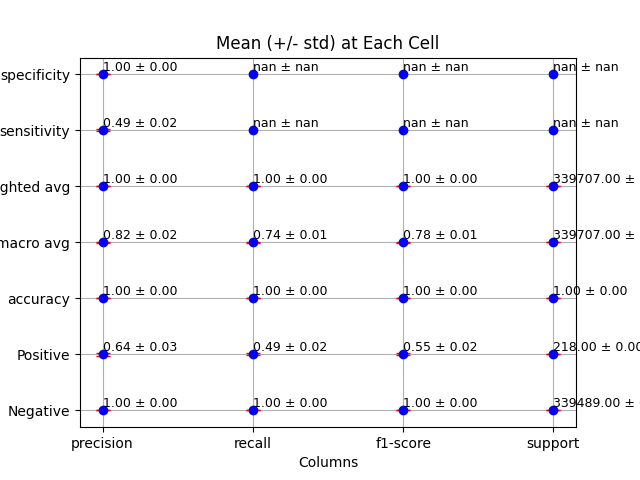 Mean (+/- std) at Each Cell
specificity 1.00 ± 0.00 nan ± nan nan ± nan nan ± nan
sensitivity 0.49 ± 0.02 nan ± nan nan ± nan nan ± nan
ghted avg 1.00 ± 0.00 1.00 ± 0.00 1.00 ± 0.00 339707.00 ±
macro avg 0.82 ± 0.02 0.74 ± 0.01 0.78 ± 0.01 339707.00 ±
accuracy 1.00 ± 0.00 1.00 ± 0.00 1.00 ± 0.00 1.00 ± 0.00
Positive 0.64 ± 0.03 0.49 ± 0.02 0.55 ± 0.02 218.00 ± 0.00
Negative 1.00 ± 0.00 1.00 ± 0.00 1.00 ± 0.00 339489.00 ±
precision recall f1-score support
Columns